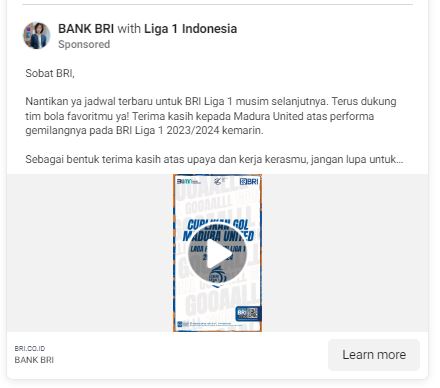 BANK BRI with Liga 1 Indonesia
Sponsored
Sobat BRI,
Nantikan ya jadwal terbaru untuk BRI Liga 1 musim selanjutnya. Terus dukung
tim bola favoritmu ya! Terima kasih kepada Madura United atas performa
gemilangnya pada BRI Liga 1 2023/2024 kemarin.
Sebagai bentuk terima kasih atas upaya dan kerja kerasmu, jangan lupa untuk...
BUMN
BRI
GOOAALLL
CUPLIKAN GOL
MADURA UNITED
BRI
BRI.CO.ID
BANK BRI
Learn more